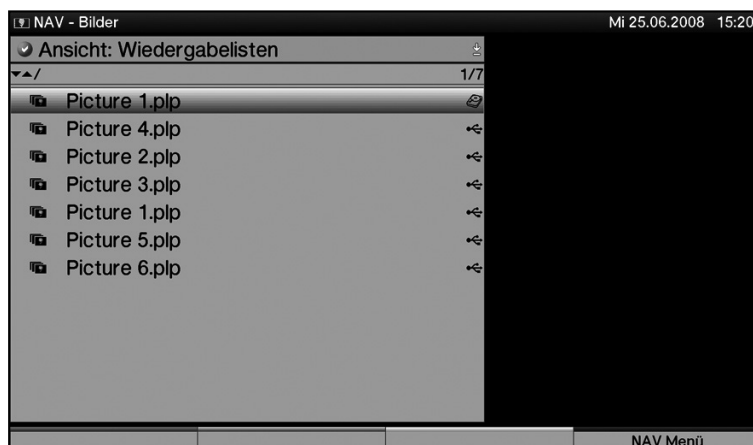 NAV - Bilder Mi 25.06.2008 15:20
Ansicht: Wiedergabelisten
/ 1/7
Picture 1.plp
Picture 4.plp
Picture 2.plp
Picture 3.plp
Picture 1.plp
Picture 5.plp
Picture 6.plp
NAV Menü